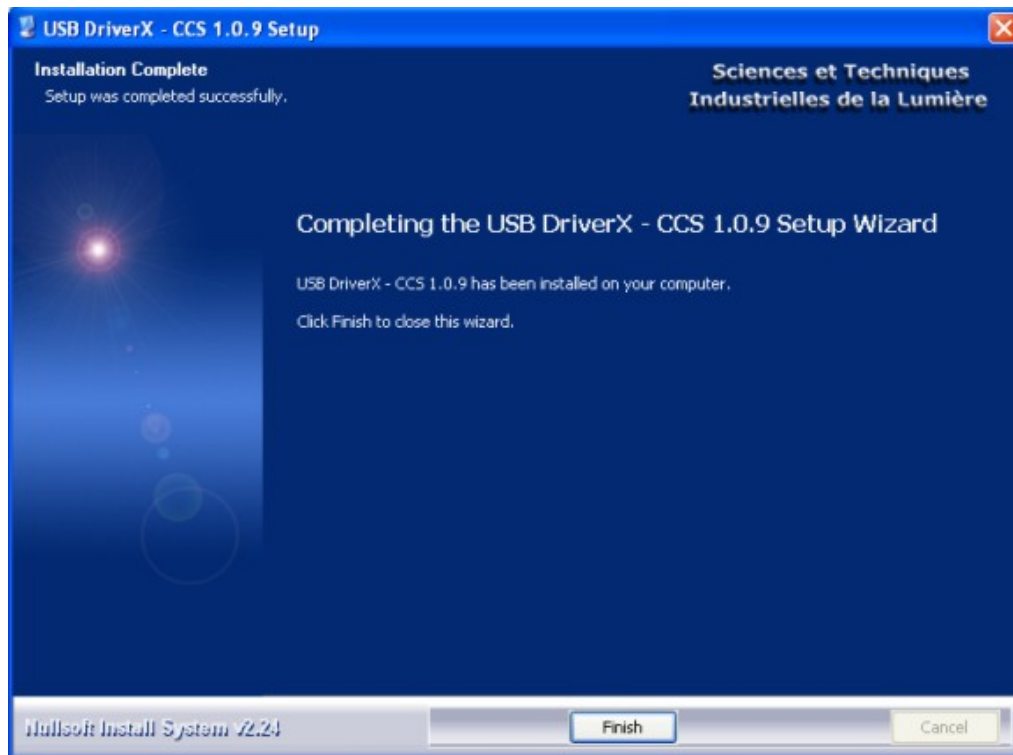 USB DriverX - CCS 1.0.9 Setup
Installation Complete
Setup was completed successfully.
Sciences et Techniques
Industrielles de la Lumière
Completing the USB DriverX - CCS 1.0.9 Setup Wizard
USB DriverX - CCS 1.0.9 has been installed on your computer.
Click Finish to close this wizard.
Nullsoft Install System v2.24
Finish
Cancel